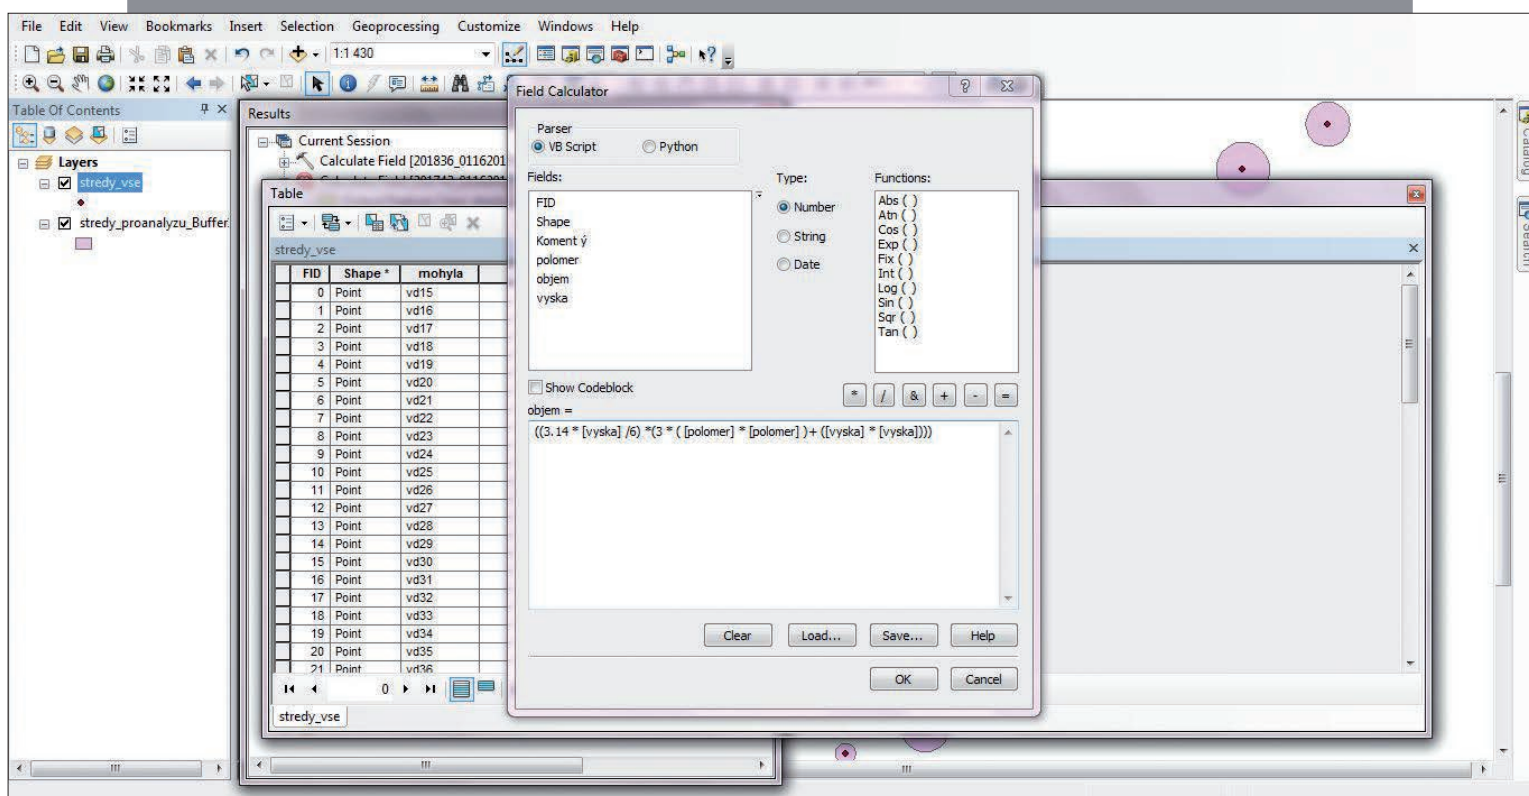 File Edit View Bookmarks Insert Selection Geoprocessing Customize Windows Help
1:1 430
Table Of Contents
Layers
stredy_vse
stredy_proanalyzu_Buffer
Results
Current Session
Calculate Field [201836_0116201
Table
stredy_vse
FID Shape * mohyla
0 Point vd15
1 Point vd16
2 Point vd17
3 Point vd18
4 Point vd19
5 Point vd20
6 Point vd21
7 Point vd22
8 Point vd23
9 Point vd24
10 Point vd25
11 Point vd26
12 Point vd27
13 Point vd28
14 Point vd29
15 Point vd30
16 Point vd31
17 Point vd32
18 Point vd33
19 Point vd34
20 Point vd35
21 Point vd36
0
stredy_vse
Field Calculator
Parser
VB Script Python
Fields:
FID
Shape
Koment ý
polomer
objem
vyska
Type:
Number
String
Date
Functions:
Abs ( )
Atn ( )
Cos ( )
Exp ( )
Fix ( )
Int ( )
Log ( )
Sin ( )
Sqr ( )
Tan ( )
Show Codeblock
* / & + - =
objem =
((3.14 * [vyska] /6) *(3 * ( [polomer] * [polomer] )+ ([vyska] * [vyska])))
Clear Load... Save... Help
OK Cancel
Catalog
Search